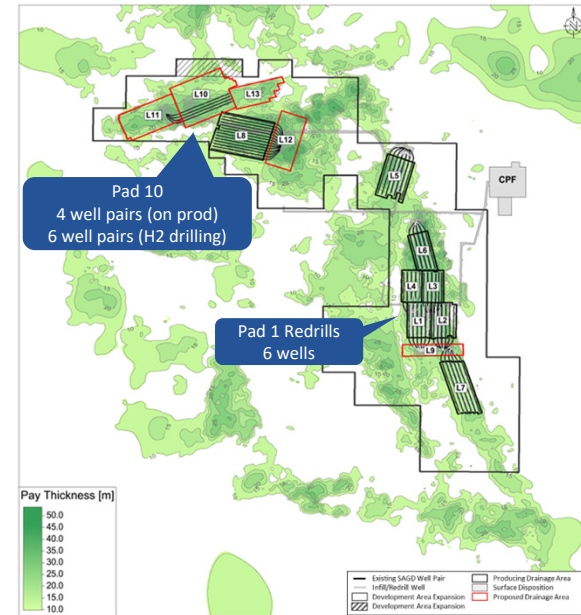 N
L10
L13
L11
L8
L12
L5
CPF
Pad 10
4 well pairs (on prod)
6 well pairs (H2 drilling)
L6
L4
L3
L1
L2
Pad 1 Redrills
6 wells
L9
L7
Pay Thickness [m]
50.0
45.0
40.0
35.0
30.0
25.0
20.0
15.0
10.0
Existing SAGD Well Pair
Infill/Redrill Well
Development Area Expansion
Development Area Expansion
Producing Drainage Area
Surface Disposition
Proposed Drainage Area